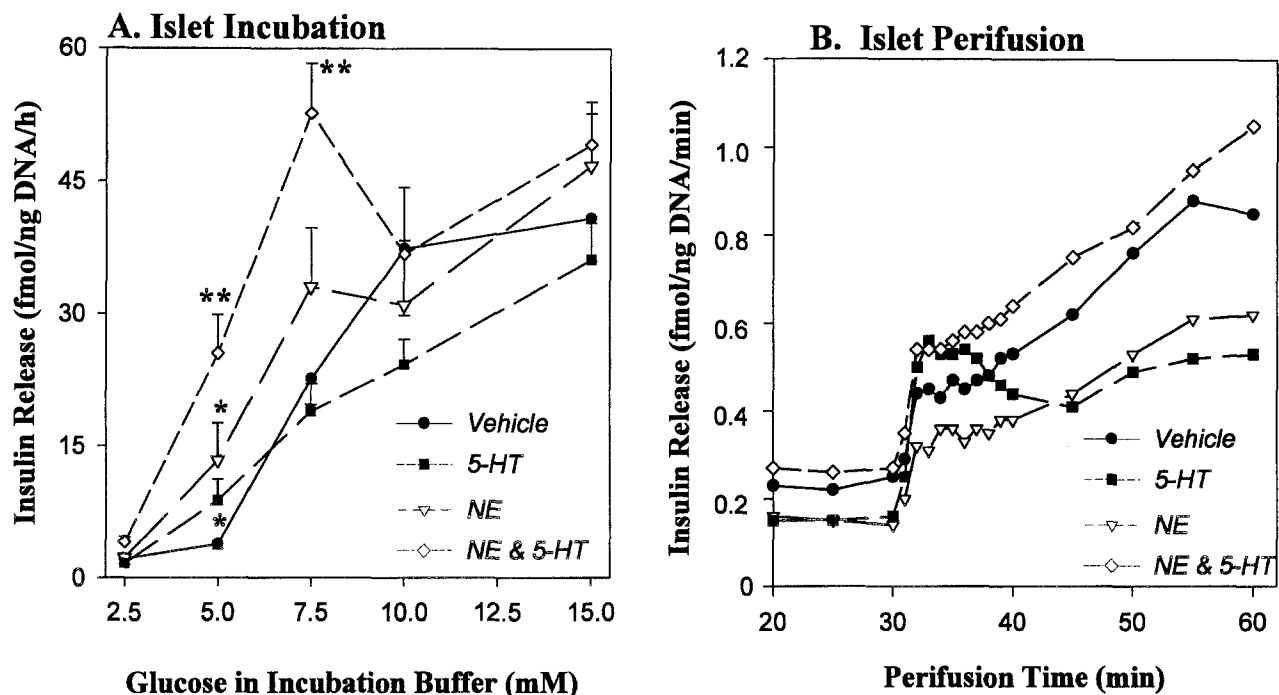 A. Islet Incubation
Insulin Release (fmol/ng DNA/h)
60
45
30
15
0
**
**
*
*
Vehicle
5-HT
NE
NE & 5-HT
2.5 5.0 7.5 10.0 12.5 15.0
Glucose in Incubation Buffer (mM)
B. Islet Perifusion
Insulin Release (fmol/ng DNA/min)
1.2
1.0
0.8
0.6
0.4
0.2
0
Vehicle
5-HT
NE
NE & 5-HT
20 30 40 50 60
Perifusion Time (min)